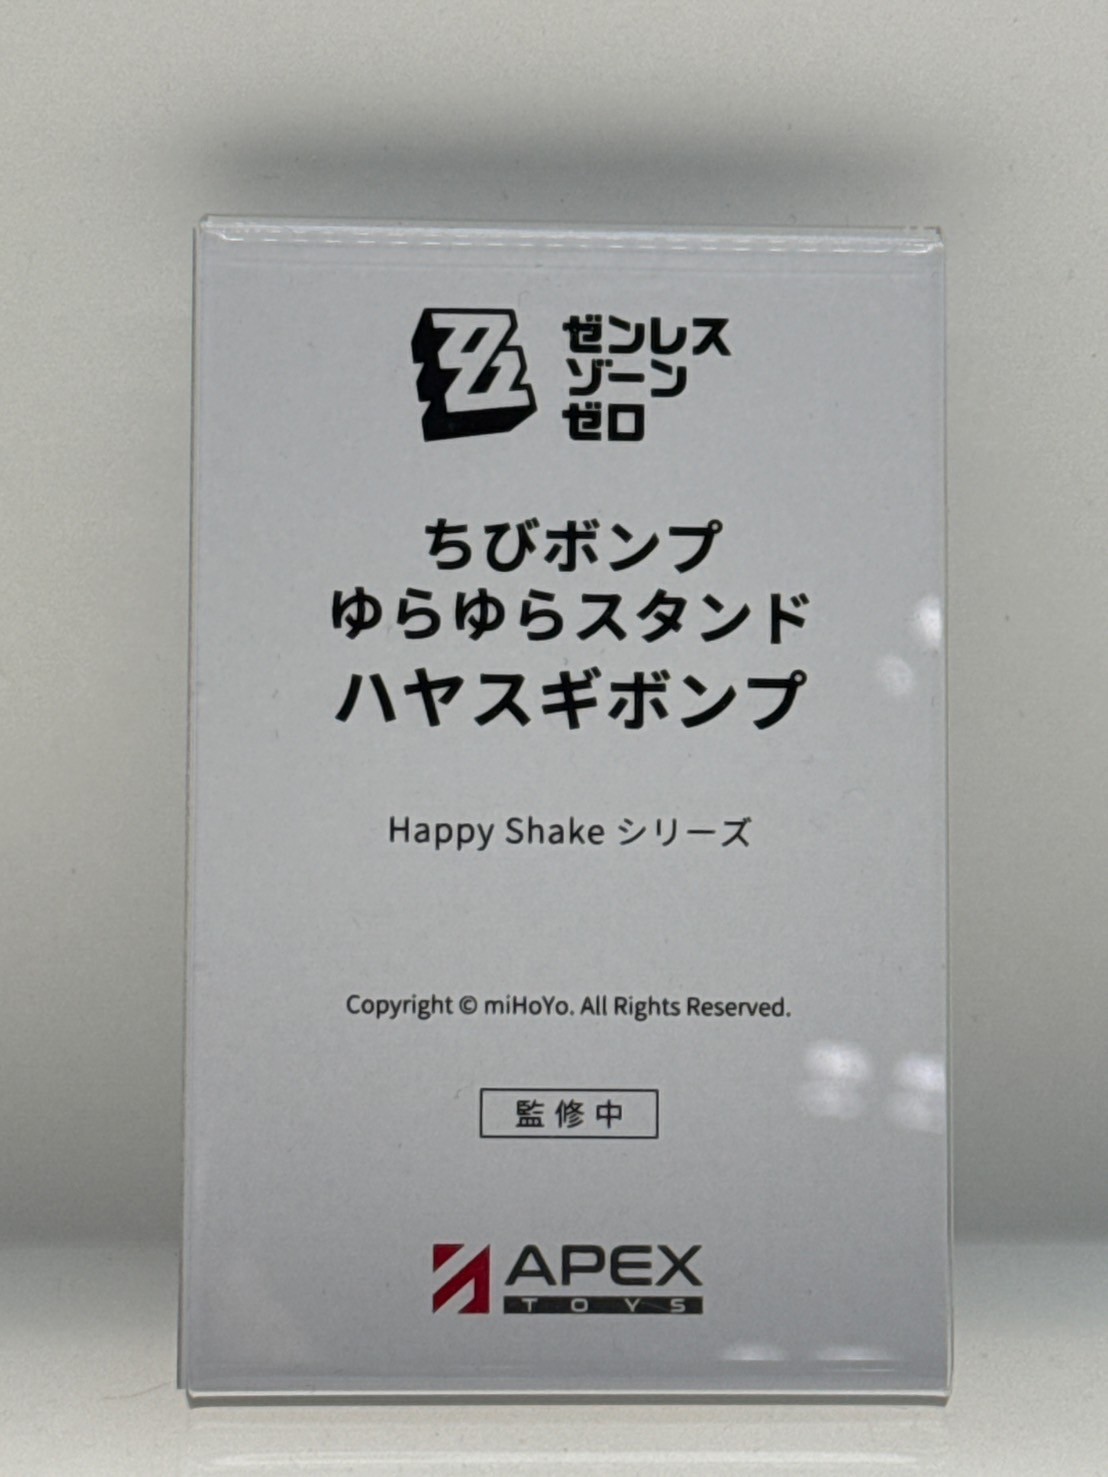 ゼンレス
ゾーン
ゼロ
ちびボンプ
ゆらゆらスタンド
ハヤスギボンプ
Happy Shake シリーズ
Copyright © miHoYo. All Rights Reserved.
監修中
APEX
TOYS